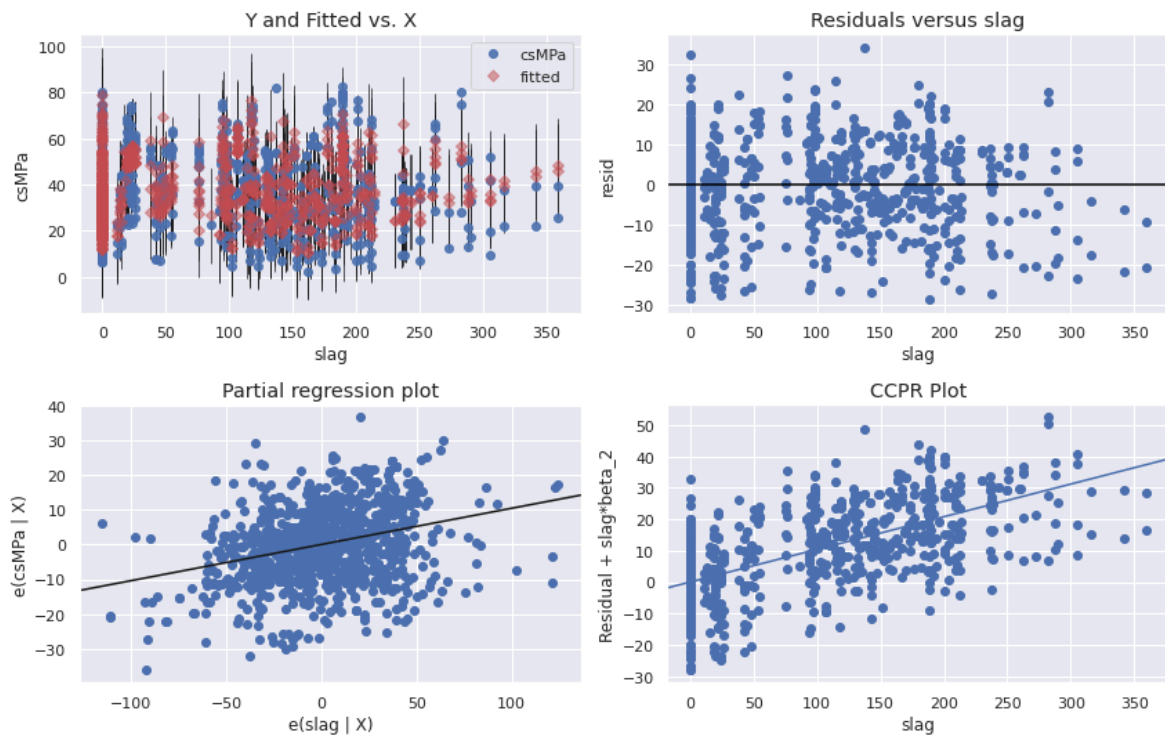 Y and Fitted vs. X
csMPa
100
80
60
40
20
0
csMPa
fitted
0 50 100 150 200 250 300 350
slag
Residuals versus slag
resid
30
20
10
0
−10
−20
−30
0 50 100 150 200 250 300 350
slag
Partial regression plot
e(csMPa | X)
40
30
20
10
0
−10
−20
−30
−100 −50 0 50 100
e(slag | X)
CCPR Plot
Residual + slag*beta_2
50
40
30
20
10
0
−10
−20
−30
0 50 100 150 200 250 300 350
slag